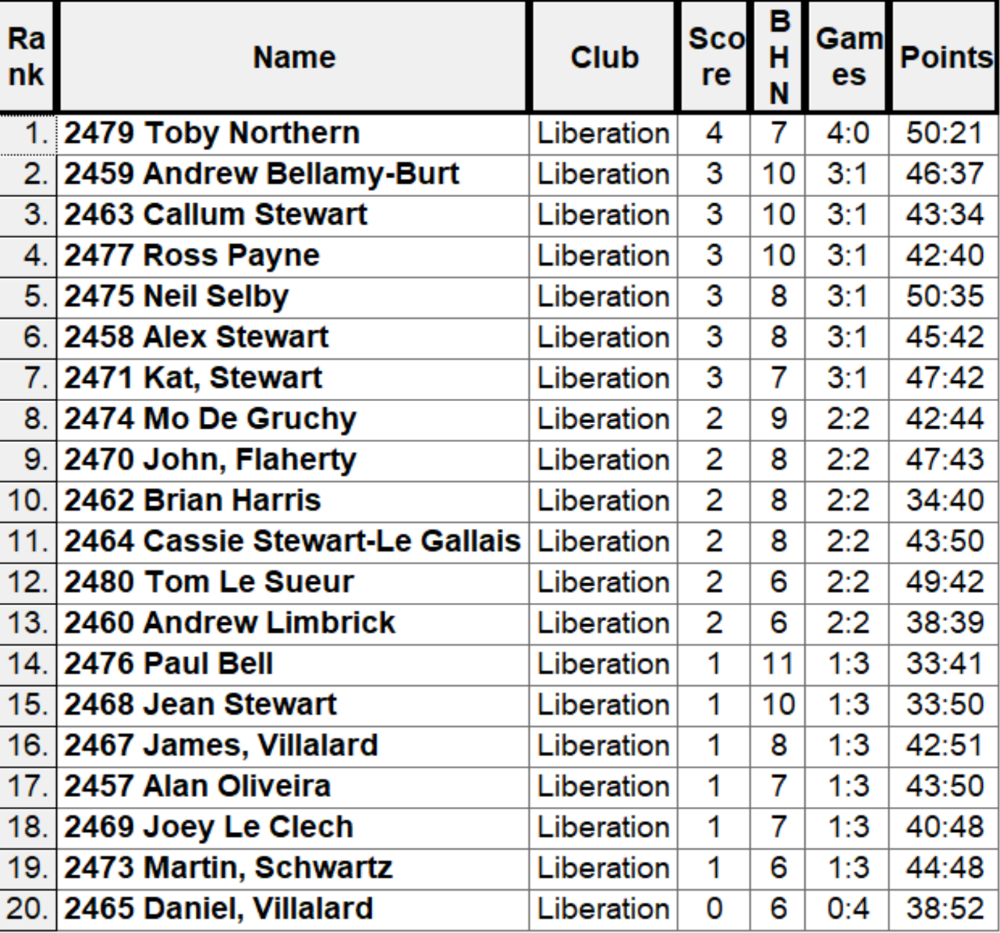 Rank Name Club Score BHN Games Points
1. 2479 Toby Northern Liberation 4 7 4:0 50:21
2. 2459 Andrew Bellamy-Burt Liberation 3 10 3:1 46:37
3. 2463 Callum Stewart Liberation 3 10 3:1 43:34
4. 2477 Ross Payne Liberation 3 10 3:1 42:40
5. 2475 Neil Selby Liberation 3 8 3:1 50:35
6. 2458 Alex Stewart Liberation 3 8 3:1 45:42
7. 2471 Kat, Stewart Liberation 3 7 3:1 47:42
8. 2474 Mo De Gruchy Liberation 2 9 2:2 42:44
9. 2470 John, Flaherty Liberation 2 8 2:2 47:43
10. 2462 Brian Harris Liberation 2 8 2:2 34:40
11. 2464 Cassie Stewart-Le Gallais Liberation 2 8 2:2 43:50
12. 2480 Tom Le Sueur Liberation 2 6 2:2 49:42
13. 2460 Andrew Limbrick Liberation 2 6 2:2 38:39
14. 2476 Paul Bell Liberation 1 11 1:3 33:41
15. 2468 Jean Stewart Liberation 1 10 1:3 33:50
16. 2467 James, Villalard Liberation 1 8 1:3 42:51
17. 2457 Alan Oliveira Liberation 1 7 1:3 43:50
18. 2469 Joey Le Clech Liberation 1 7 1:3 40:48
19. 2473 Martin, Schwartz Liberation 1 6 1:3 44:48
20. 2465 Daniel, Villalard Liberation 0 6 0:4 38:52